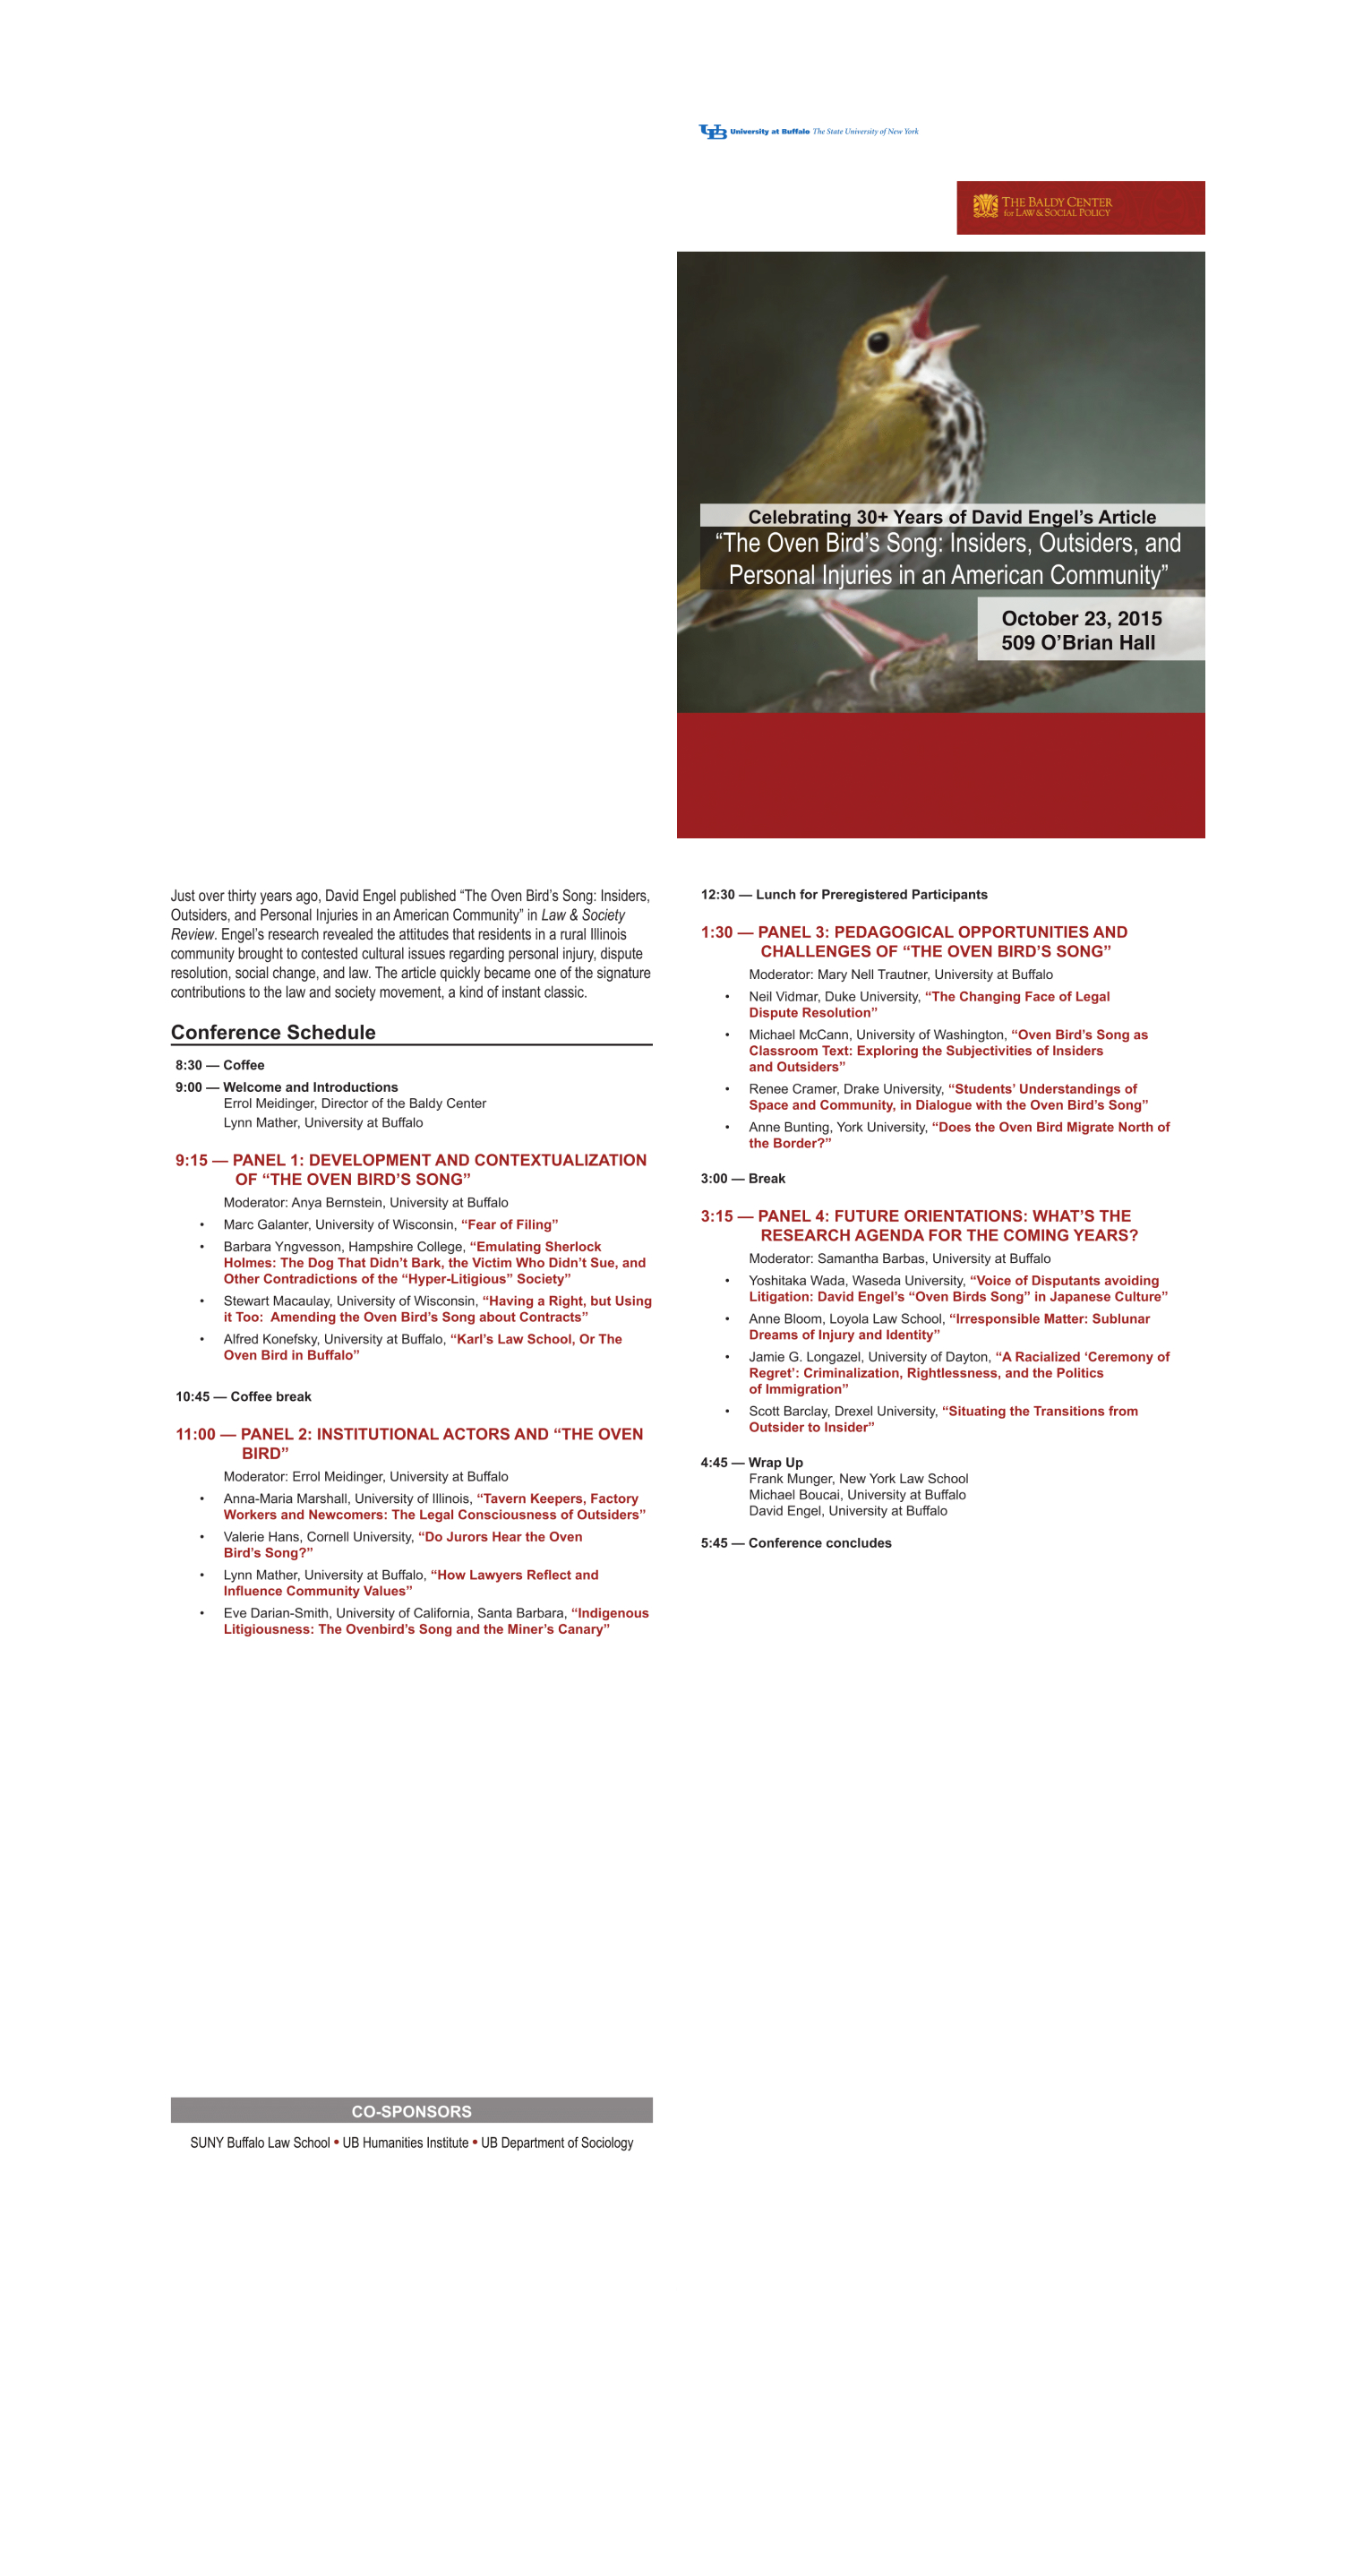 UB University at Buffalo The State University of New York
THE BALDY CENTER
for LAW & SOCIAL POLICY
Celebrating 30+ Years of David Engel’s Article
“The Oven Bird’s Song: Insiders, Outsiders, and
Personal Injuries in an American Community”
October 23, 2015
509 O’Brian Hall
Just over thirty years ago, David Engel published “The Oven Bird’s Song: Insiders,
Outsiders, and Personal Injuries in an American Community” in Law & Society
Review. Engel’s research revealed the attitudes that residents in a rural Illinois
community brought to contested cultural issues regarding personal injury, dispute
resolution, social change, and law. The article quickly became one of the signature
contributions to the law and society movement, a kind of instant classic.
Conference Schedule
8:30 — Coffee
9:00 — Welcome and Introductions
Errol Meidinger, Director of the Baldy Center
Lynn Mather, University at Buffalo
9:15 — PANEL 1: DEVELOPMENT AND CONTEXTUALIZATION
OF “THE OVEN BIRD’S SONG”
Moderator: Anya Bernstein, University at Buffalo
• Marc Galanter, University of Wisconsin, “Fear of Filing”
• Barbara Yngvesson, Hampshire College, “Emulating Sherlock
Holmes: The Dog That Didn’t Bark, the Victim Who Didn’t Sue, and
Other Contradictions of the “Hyper-Litigious” Society”
• Stewart Macaulay, University of Wisconsin, “Having a Right, but Using
it Too: Amending the Oven Bird’s Song about Contracts”
• Alfred Konefsky, University at Buffalo, “Karl’s Law School, Or The
Oven Bird in Buffalo”
10:45 — Coffee break
11:00 — PANEL 2: INSTITUTIONAL ACTORS AND “THE OVEN
BIRD”
Moderator: Errol Meidinger, University at Buffalo
• Anna-Maria Marshall, University of Illinois, “Tavern Keepers, Factory
Workers and Newcomers: The Legal Consciousness of Outsiders”
• Valerie Hans, Cornell University, “Do Jurors Hear the Oven
Bird’s Song?”
• Lynn Mather, University at Buffalo, “How Lawyers Reflect and
Influence Community Values”
• Eve Darian-Smith, University of California, Santa Barbara, “Indigenous
Litigiousness: The Ovenbird’s Song and the Miner’s Canary”
12:30 — Lunch for Preregistered Participants
1:30 — PANEL 3: PEDAGOGICAL OPPORTUNITIES AND
CHALLENGES OF “THE OVEN BIRD’S SONG”
Moderator: Mary Nell Trautner, University at Buffalo
• Neil Vidmar, Duke University, “The Changing Face of Legal
Dispute Resolution”
• Michael McCann, University of Washington, “Oven Bird’s Song as
Classroom Text: Exploring the Subjectivities of Insiders
and Outsiders”
• Renee Cramer, Drake University, “Students’ Understandings of
Space and Community, in Dialogue with the Oven Bird’s Song”
• Anne Bunting, York University, “Does the Oven Bird Migrate North of
the Border?”
3:00 — Break
3:15 — PANEL 4: FUTURE ORIENTATIONS: WHAT’S THE
RESEARCH AGENDA FOR THE COMING YEARS?
Moderator: Samantha Barbas, University at Buffalo
• Yoshitaka Wada, Waseda University, “Voice of Disputants avoiding
Litigation: David Engel’s “Oven Birds Song” in Japanese Culture”
• Anne Bloom, Loyola Law School, “Irresponsible Matter: Sublunar
Dreams of Injury and Identity”
• Jamie G. Longazel, University of Dayton, “A Racialized ‘Ceremony of
Regret’: Criminalization, Rightlessness, and the Politics
of Immigration”
• Scott Barclay, Drexel University, “Situating the Transitions from
Outsider to Insider”
4:45 — Wrap Up
Frank Munger, New York Law School
Michael Boucai, University at Buffalo
David Engel, University at Buffalo
5:45 — Conference concludes
CO-SPONSORS
SUNY Buffalo Law School • UB Humanities Institute • UB Department of Sociology